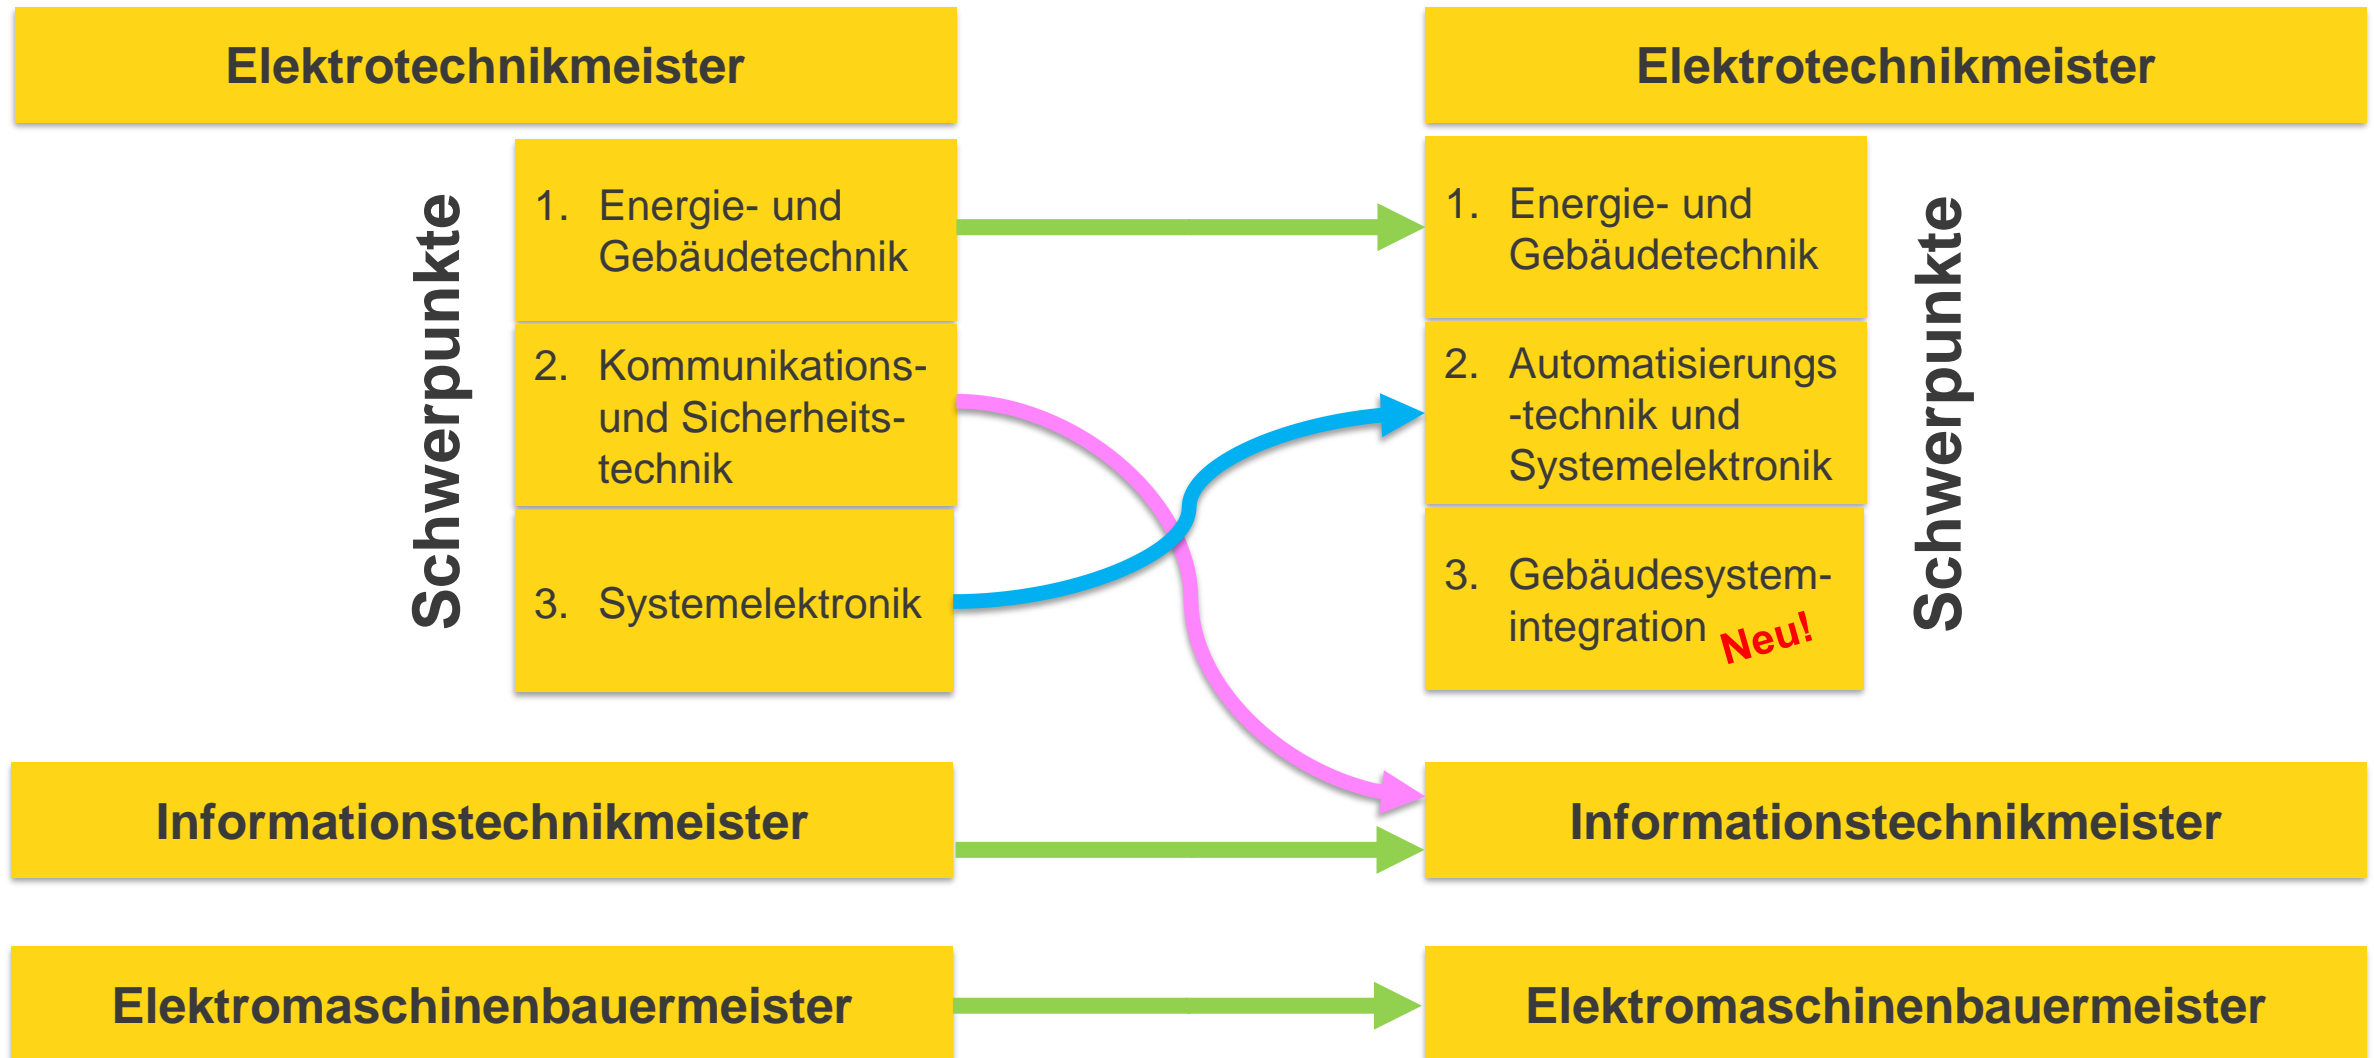 Elektrotechnikmeister
Schwerpunkte
1. Energie- und
Gebäudetechnik
2. Kommunikations-
und Sicherheits-
technik
3. Systemelektronik
Informationstechnikmeister
Elektromaschinenbauermeister
Elektrotechnikmeister
1. Energie- und
Gebäudetechnik
2. Automatisierungs
-technik und
Systemelektronik
3. Gebäudesystem-
integration Neu!
Schwerpunkte
Informationstechnikmeister
Elektromaschinenbauermeister